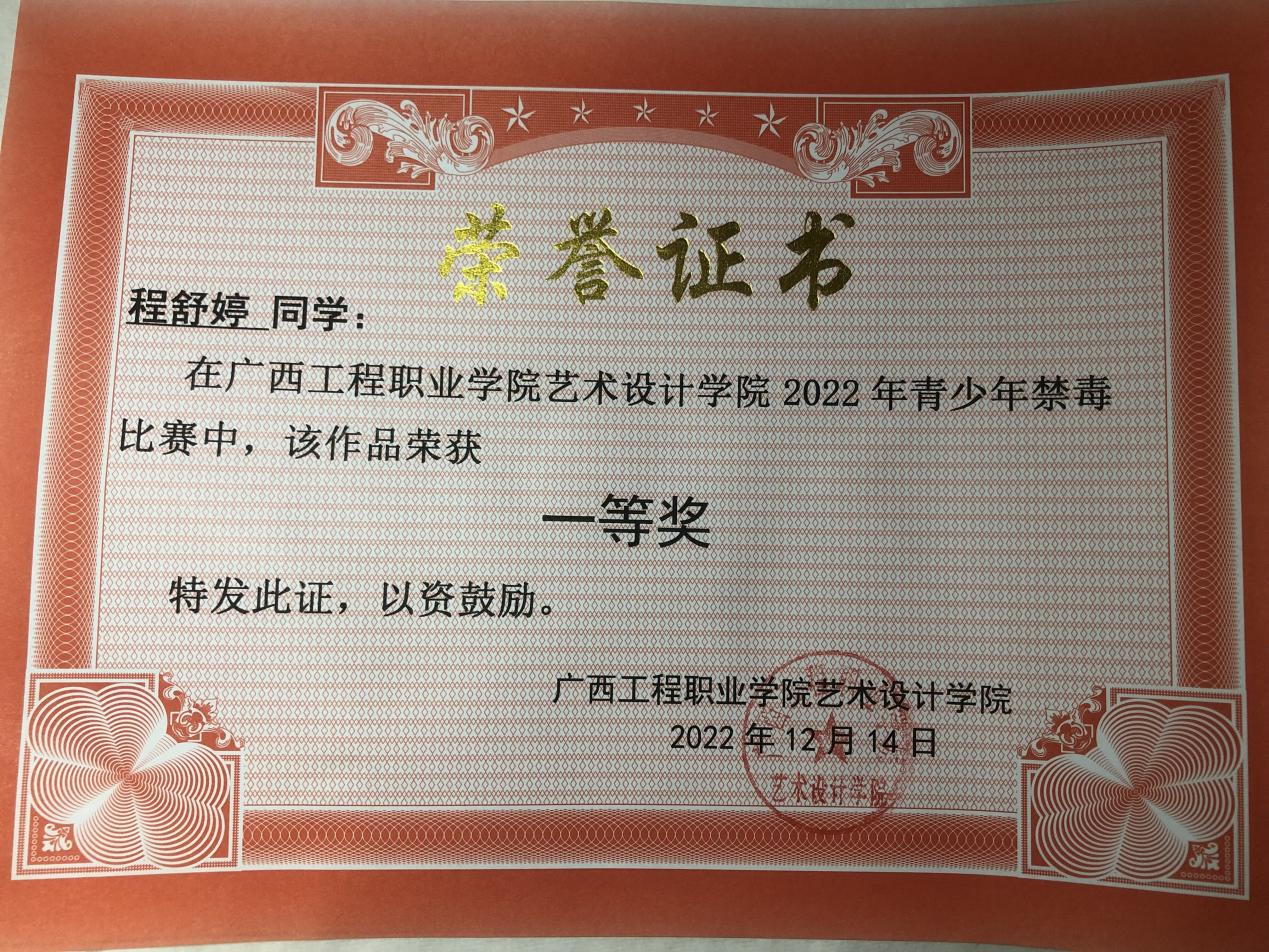 荣誉证书
程舒婷 同学：
在广西工程职业学院艺术设计学院 2022 年青少年禁毒
比赛中，该作品荣获
一等奖
特发此证，以资鼓励。
广西工程职业学院艺术设计学院
2022 年 12 月 14 日
艺术设计学院